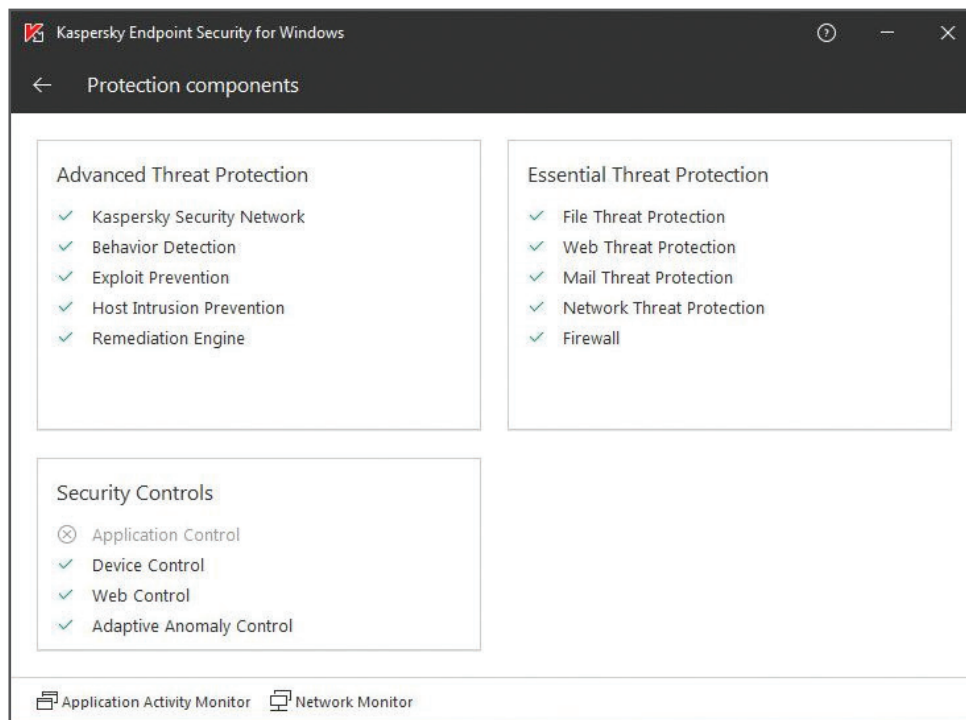 Kaspersky Endpoint Security for Windows
Protection components
Advanced Threat Protection
Kaspersky Security Network
Behavior Detection
Exploit Prevention
Host Intrusion Prevention
Remediation Engine
Essential Threat Protection
File Threat Protection
Web Threat Protection
Mail Threat Protection
Network Threat Protection
Firewall
Security Controls
Application Control
Device Control
Web Control
Adaptive Anomaly Control
Application Activity Monitor
Network Monitor